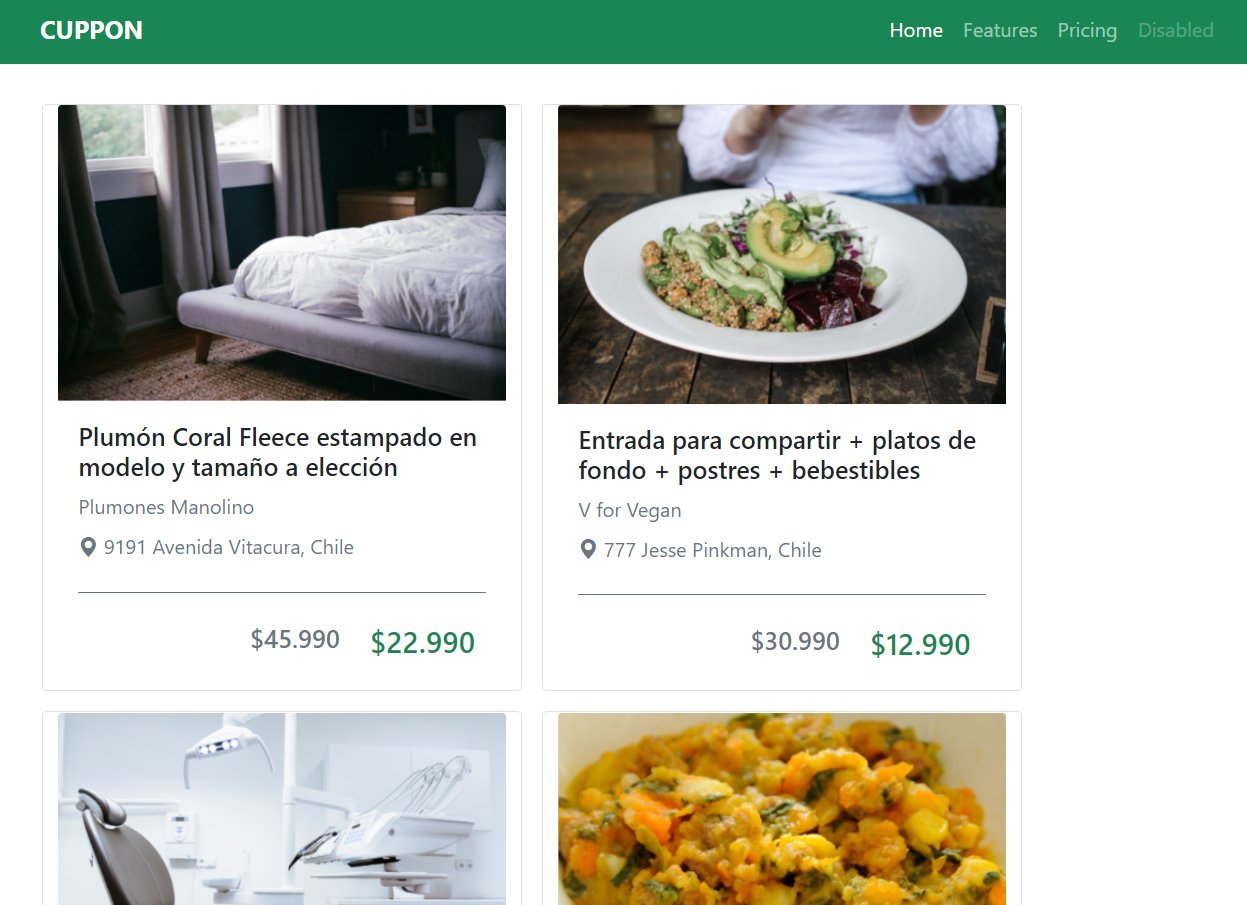 CUPPON
Home Features Pricing Disabled
Plumón Coral Fleece estampado en
modelo y tamaño a elección
Plumones Manolino
9191 Avenida Vitacura, Chile
$45.990 $22.990
Entrada para compartir + platos de
fondo + postres + bebestibles
V for Vegan
777 Jesse Pinkman, Chile
$30.990 $12.990